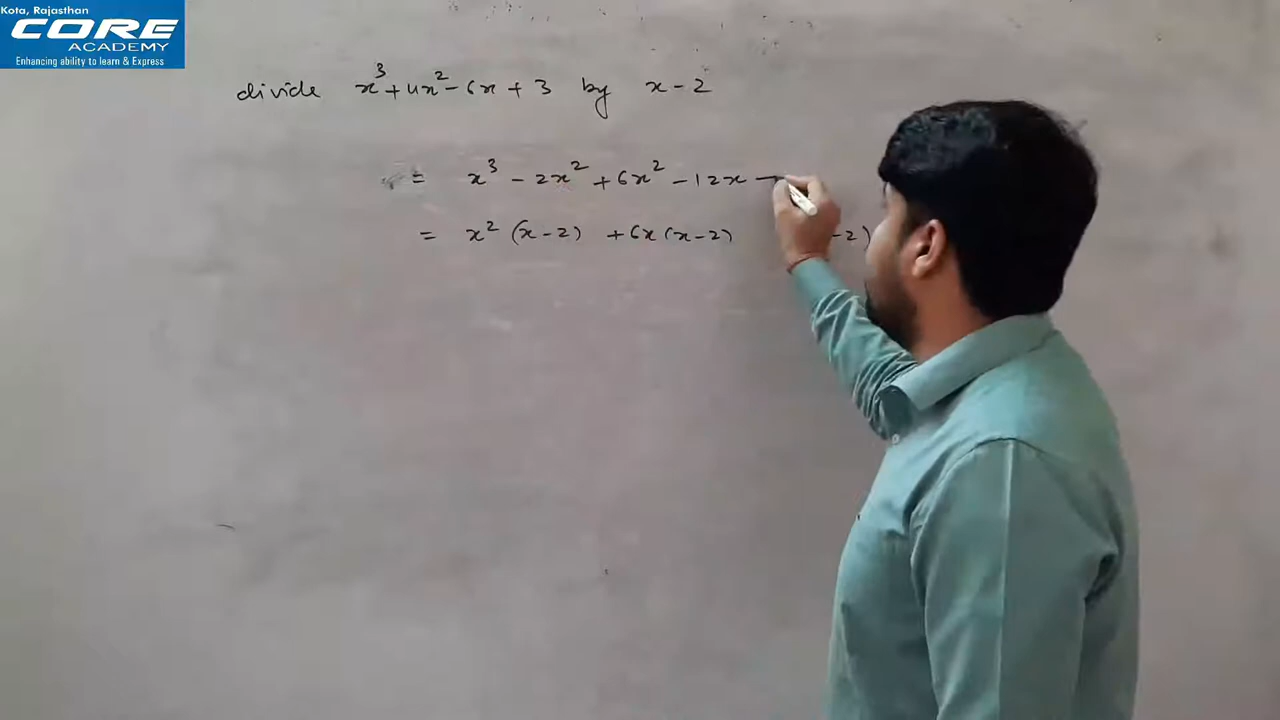 Kota, Rajasthan
CORE
ACADEMY
Enhancing ability to learn & Express
divide x³+4x²-6x+3 by x-2
= x³ - 2x² + 6x² - 12x -
= x² (x-2) + 6x(x-2) -2)